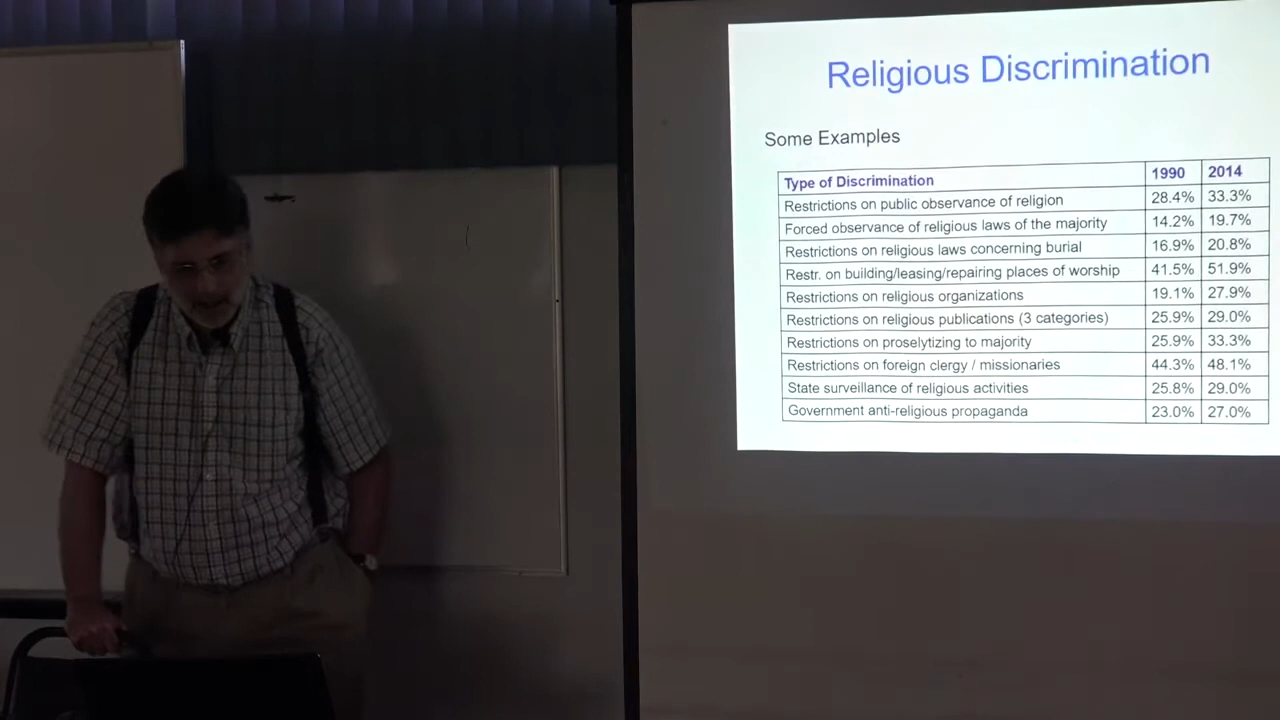 Religious Discrimination
Some Examples
Type of Discrimination 1990 2014
Restrictions on public observance of religion 28.4% 33.3%
Forced observance of religious laws of the majority 14.2% 19.7%
Restrictions on religious laws concerning burial 16.9% 20.8%
Restr. on building/leasing/repairing places of worship 41.5% 51.9%
Restrictions on religious organizations 19.1% 27.9%
Restrictions on religious publications (3 categories) 25.9% 29.0%
Restrictions on proselytizing to majority 25.9% 33.3%
Restrictions on foreign clergy / missionaries 44.3% 48.1%
State surveillance of religious activities 25.8% 29.0%
Government anti-religious propaganda 23.0% 27.0%